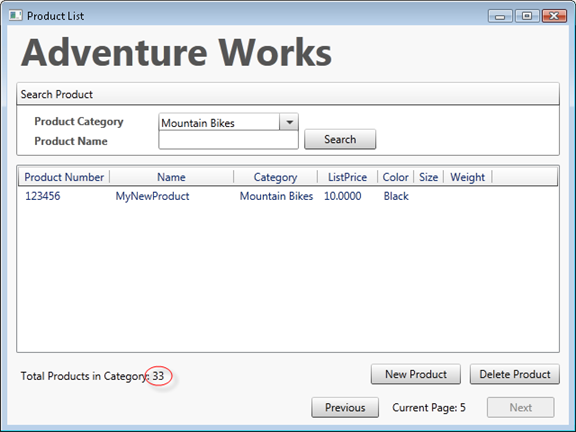 Product List
Adventure Works
Search Product
Product Category Mountain Bikes
Product Name Search
Product Number Name Category ListPrice Color Size Weight
123456 MyNewProduct Mountain Bikes 10.0000 Black
Total Products in Category: 33 New Product Delete Product
Previous Current Page: 5 Next